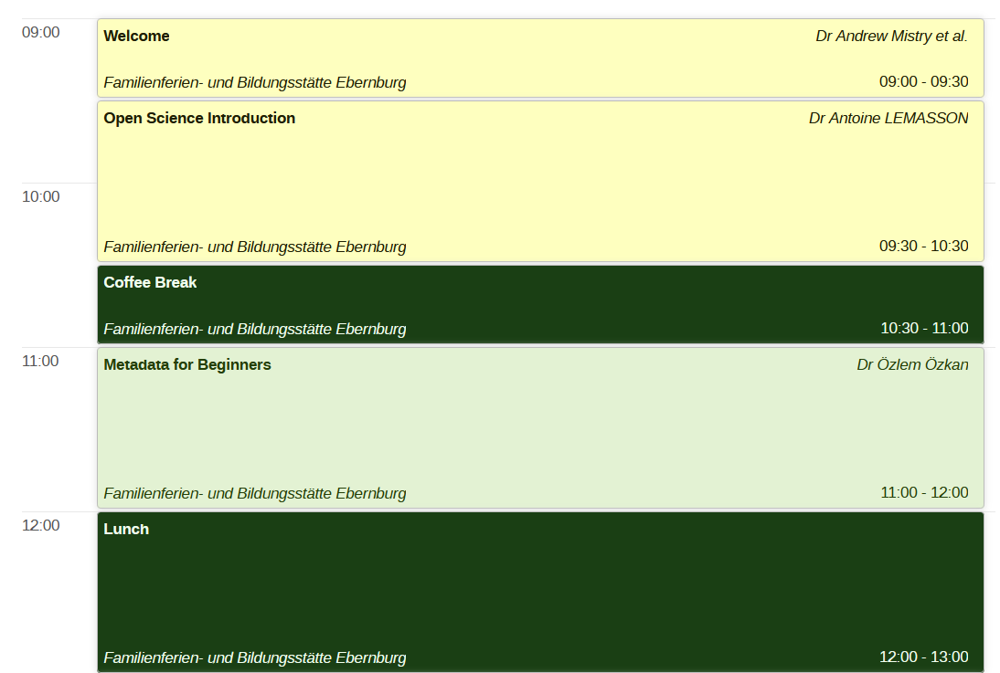 09:00
Welcome Dr Andrew Mistry et al.
Familienferien- und Bildungsstätte Ebernburg 09:00 - 09:30
Open Science Introduction Dr Antoine LEMASSON
10:00
Familienferien- und Bildungsstätte Ebernburg 09:30 - 10:30
Coffee Break
Familienferien- und Bildungsstätte Ebernburg 10:30 - 11:00
11:00
Metadata for Beginners Dr Özlem Özkan
Familienferien- und Bildungsstätte Ebernburg 11:00 - 12:00
12:00
Lunch
Familienferien- und Bildungsstätte Ebernburg 12:00 - 13:00